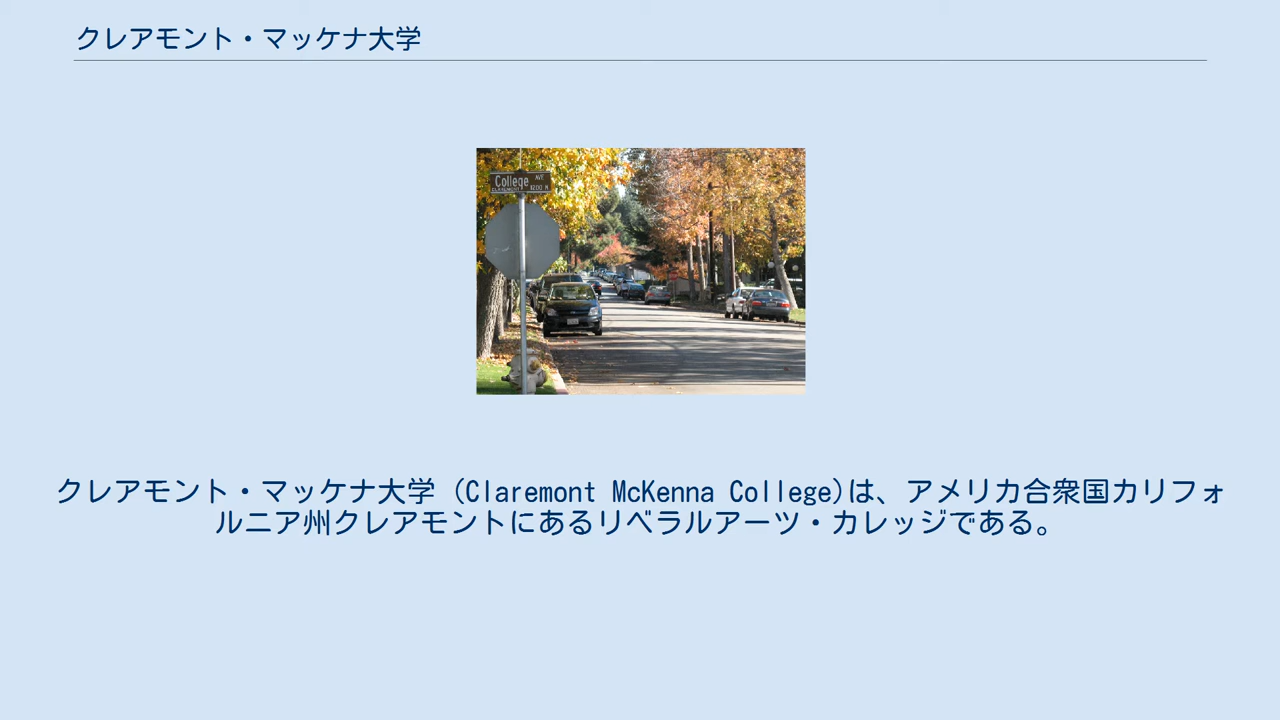 クレアモント・マッケナ大学
College AVE
CLAREMONT 1200 N
クレアモント・マッケナ大学 (Claremont McKenna College)は、アメリカ合衆国カリフォ
ルニア州クレアモントにあるリベラルアーツ・カレッジである。